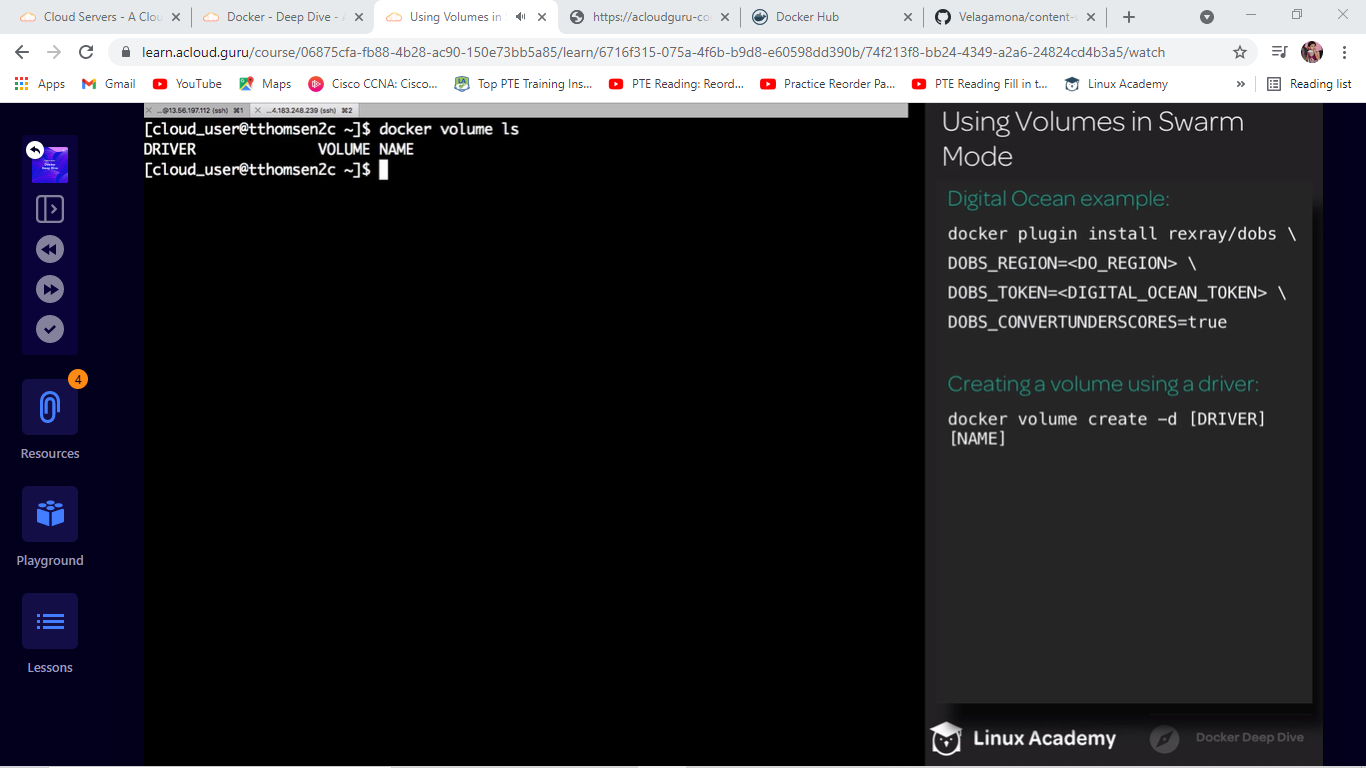 Cloud Servers - A Clou
Docker - Deep Dive - A
Using Volumes in
https://acloudguru-co
Docker Hub
Velagamona/content-
learn.acloud.guru/course/06875cfa-fb88-4b28-ac90-150e73bb5a85/learn/6716f315-075a-4f6b-b9d8-e60598dd390b/74f213f8-bb24-4349-a2a6-24824cd4b3a5/watch
Apps
Gmail
YouTube
Maps
Cisco CCNA: Cisco...
Top PTE Training Ins...
PTE Reading: Reord...
Practice Reorder Pa...
PTE Reading Fill in t...
Linux Academy
»
Reading list
...@13.56.197.112 (ssh) ⌘1
...4.183.248.239 (ssh) ⌘2
[cloud_user@tthomsen2c ~]$ docker volume ls
DRIVER VOLUME NAME
[cloud_user@tthomsen2c ~]$
Docker
Deep Dive
4
Resources
Playground
Lessons
Using Volumes in Swarm
Mode
Digital Ocean example:
docker plugin install rexray/dobs \
DOBS_REGION=<DO_REGION> \
DOBS_TOKEN=<DIGITAL_OCEAN_TOKEN> \
DOBS_CONVERTUNDERSCORES=true
Creating a volume using a driver:
docker volume create -d [DRIVER]
[NAME]
Linux Academy
Docker Deep Dive